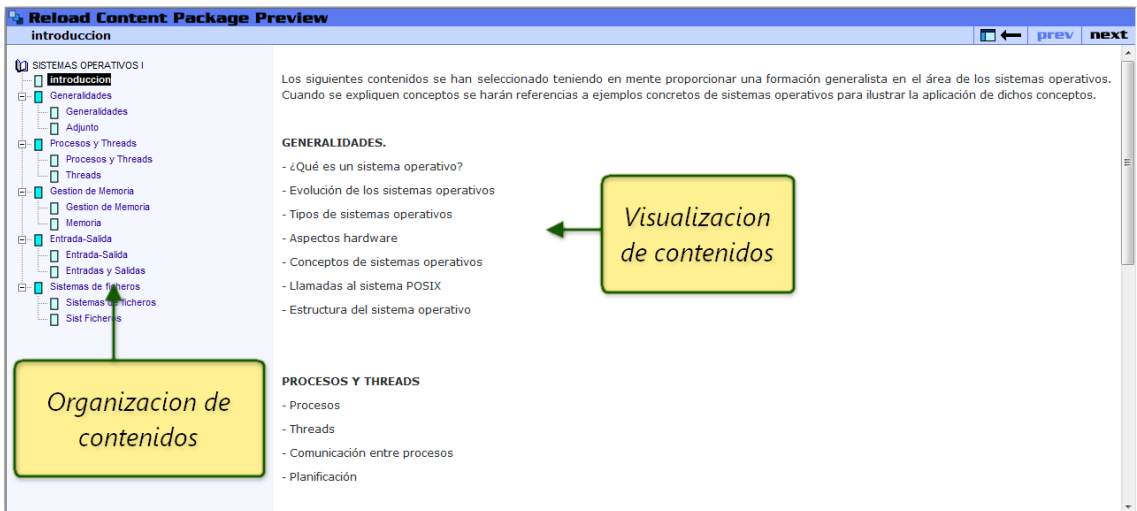 Reload Content Package Preview
introduccion
prev next
SISTEMAS OPERATIVOS I
introduccion
Generalidades
Generalidades
Adjunto
Procesos y Threads
Procesos y Threads
Threads
Gestion de Memoria
Gestion de Memoria
Memoria
Entrada-Salida
Entrada-Salida
Entradas y Salidas
Sistemas de ficheros
Sistemas de ficheros
Sist Ficheros
Organizacion de
contenidos
Los siguientes contenidos se han seleccionado teniendo en mente proporcionar una formación generalista en el área de los sistemas operativos.
Cuando se expliquen conceptos se harán referencias a ejemplos concretos de sistemas operativos para ilustrar la aplicación de dichos conceptos.
GENERALIDADES.
- ¿Qué es un sistema operativo?
- Evolución de los sistemas operativos
- Tipos de sistemas operativos
- Aspectos hardware
- Conceptos de sistemas operativos
- Llamadas al sistema POSIX
- Estructura del sistema operativo
Visualizacion
de contenidos
PROCESOS Y THREADS
- Procesos
- Threads
- Comunicación entre procesos
- Planificación